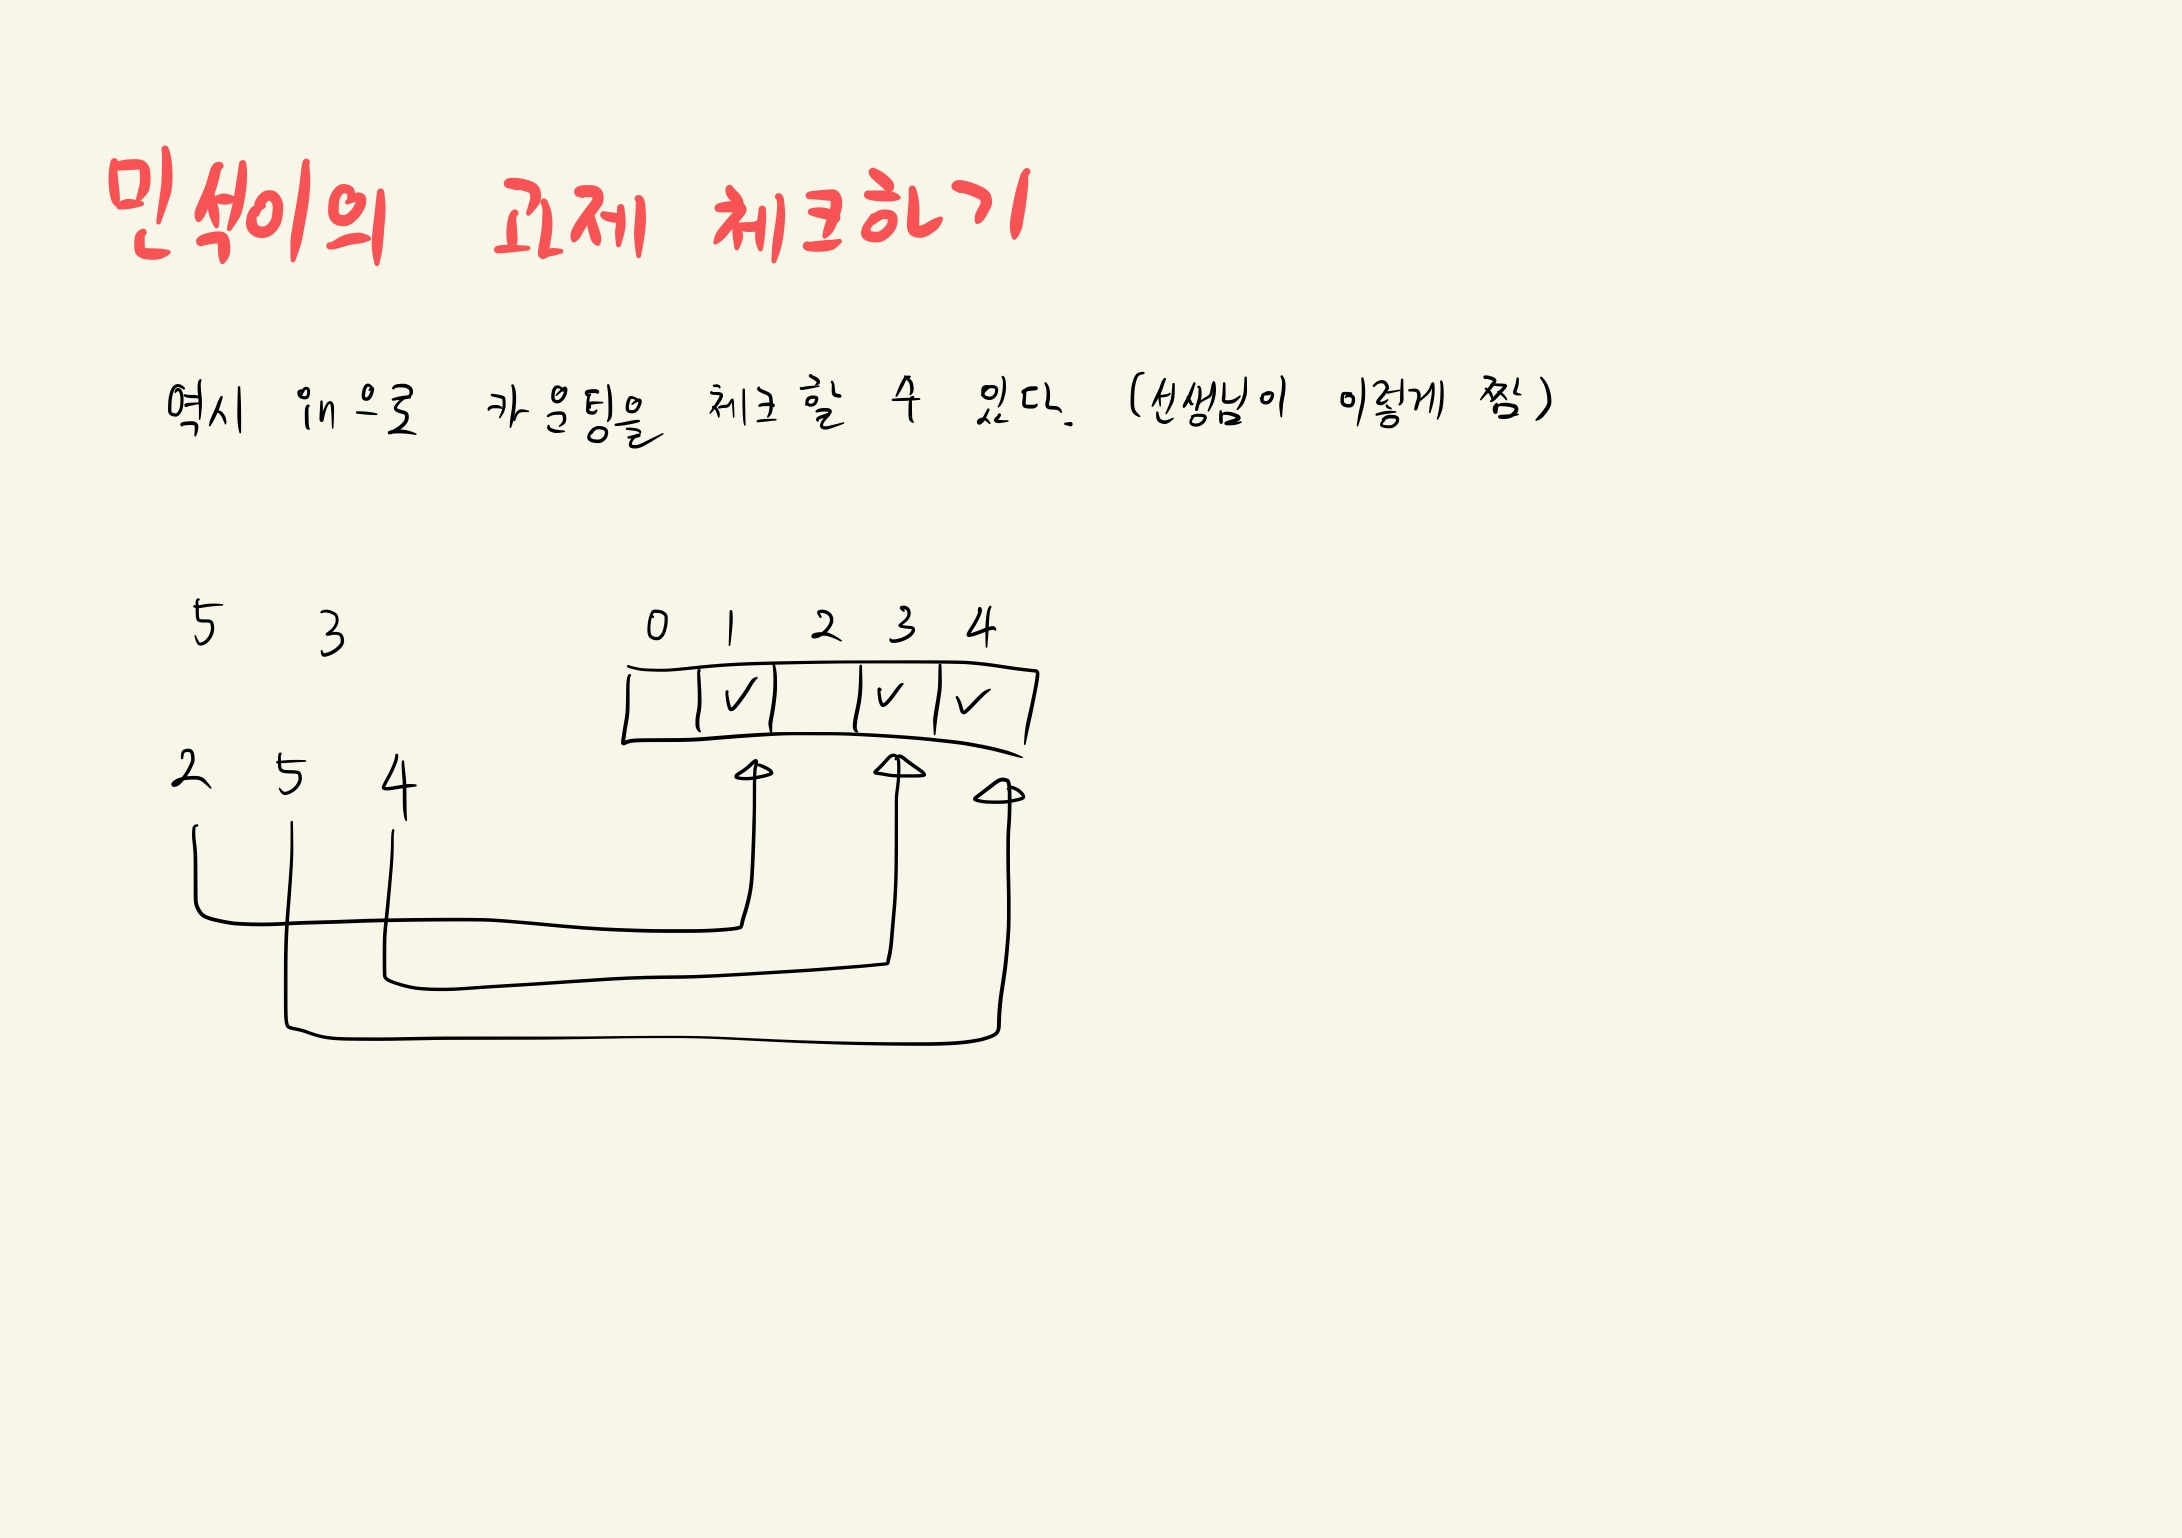 민석이의 과제 체크하기
역시 in으로 카운팅을 체크할 수 있다. (선생님이 이렇게 짬)
5 3
0 1 2 3 4
2 5 4